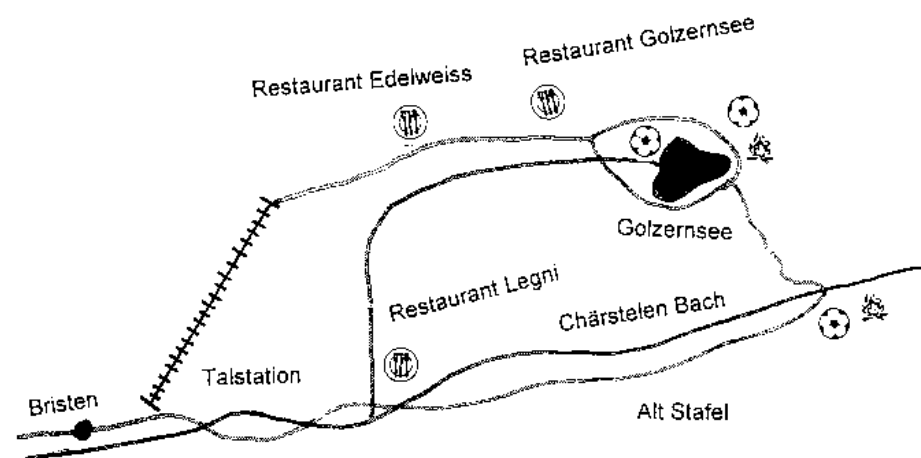 Restaurant Golzernsee
Restaurant Edelweiss
Golzernsee
Restaurant Legni
Chärstelen Bach
Talstation
Bristen
Alt Stafel